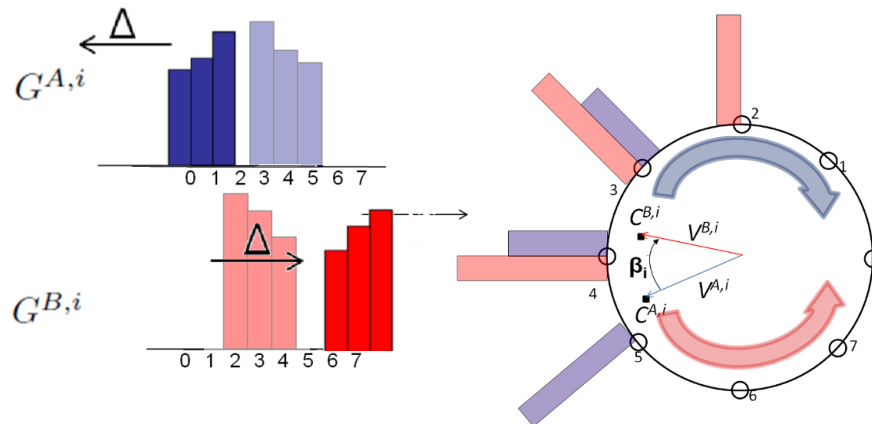 Δ
G^{A,i}
0 1 2 3 4 5 6 7
Δ
G^{B,i}
0 1 2 3 4 5 6 7
2
1
3
C^{B,i}
V^{B,i}
β_i
V^{A,i}
4
C^{A,i}
5
7
6